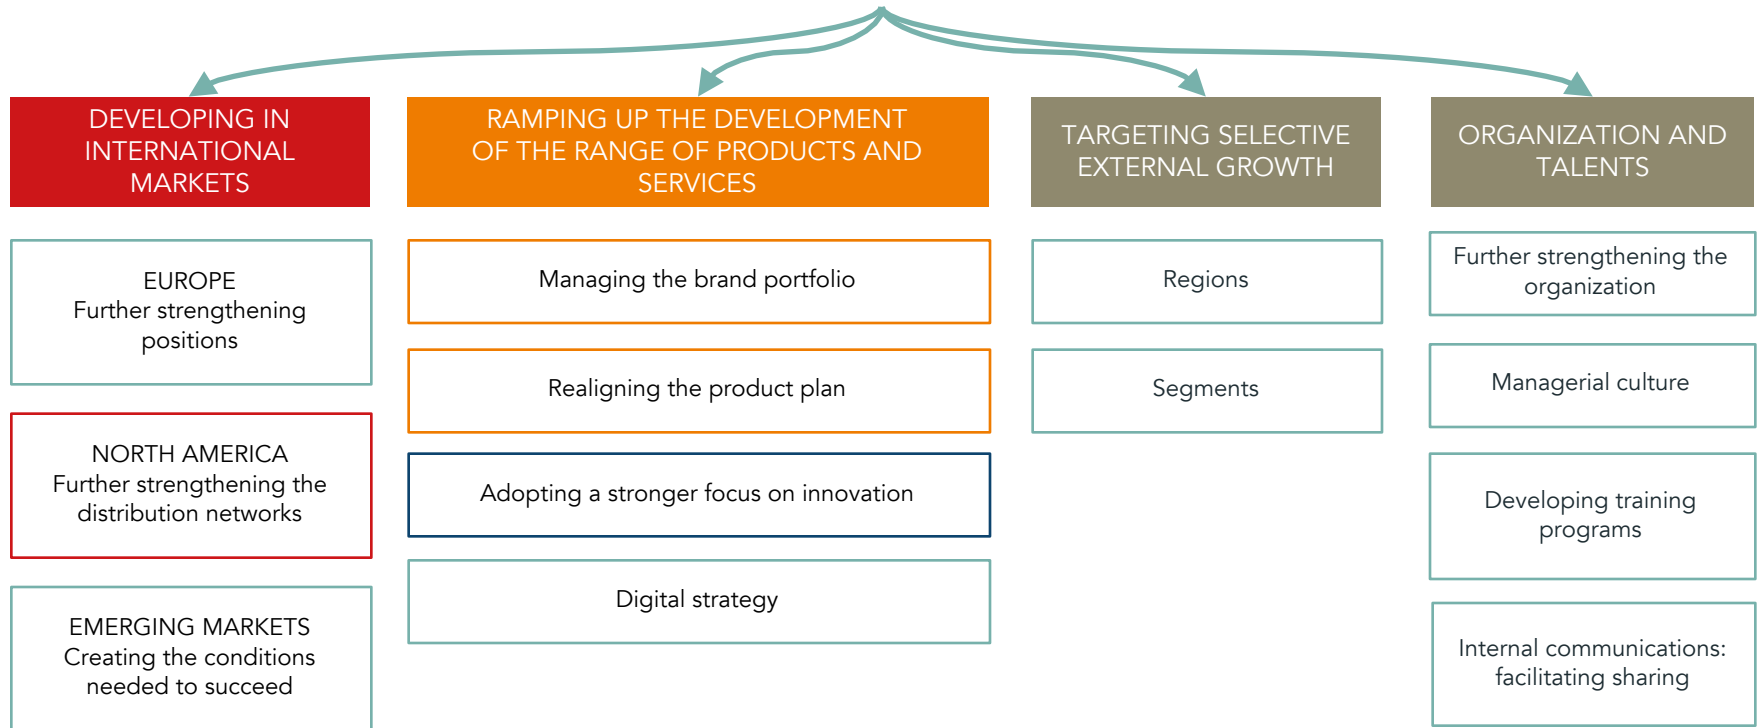 DEVELOPING IN
INTERNATIONAL
MARKETS
RAMPING UP THE DEVELOPMENT
OF THE RANGE OF PRODUCTS AND
SERVICES
TARGETING SELECTIVE
EXTERNAL GROWTH
ORGANIZATION AND
TALENTS
EUROPE
Further strengthening
positions
NORTH AMERICA
Further strengthening the
distribution networks
EMERGING MARKETS
Creating the conditions
needed to succeed
Managing the brand portfolio
Realigning the product plan
Adopting a stronger focus on innovation
Digital strategy
Regions
Segments
Further strengthening the
organization
Managerial culture
Developing training
programs
Internal communications:
facilitating sharing